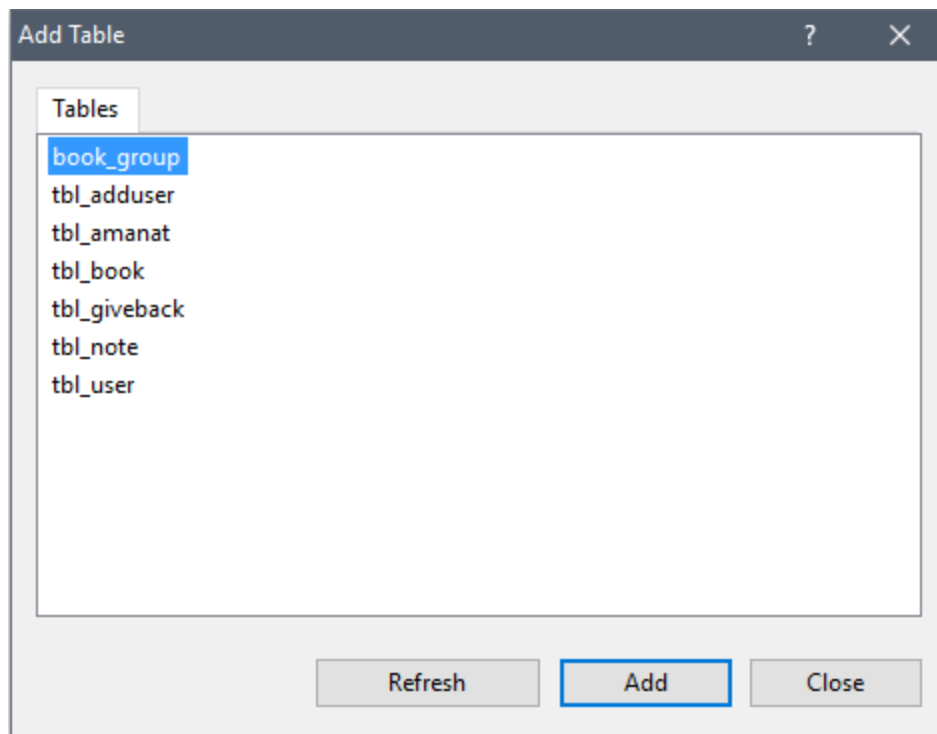 Add Table ?
Tables
book_group
tbl_adduser
tbl_amanat
tbl_book
tbl_giveback
tbl_note
tbl_user
Refresh Add Close